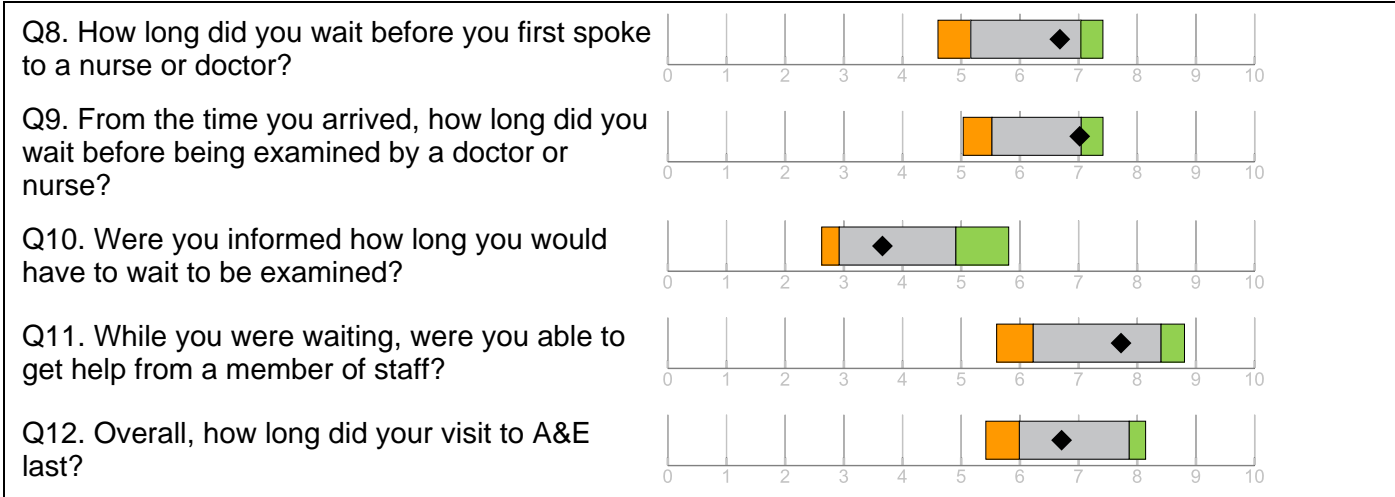 Q8. How long did you wait before you first spoke
to a nurse or doctor?
0 1 2 3 4 5 6 7 8 9 10
Q9. From the time you arrived, how long did you
wait before being examined by a doctor or
nurse?
0 1 2 3 4 5 6 7 8 9 10
Q10. Were you informed how long you would
have to wait to be examined?
0 1 2 3 4 5 6 7 8 9 10
Q11. While you were waiting, were you able to
get help from a member of staff?
0 1 2 3 4 5 6 7 8 9 10
Q12. Overall, how long did your visit to A&E
last?
0 1 2 3 4 5 6 7 8 9 10